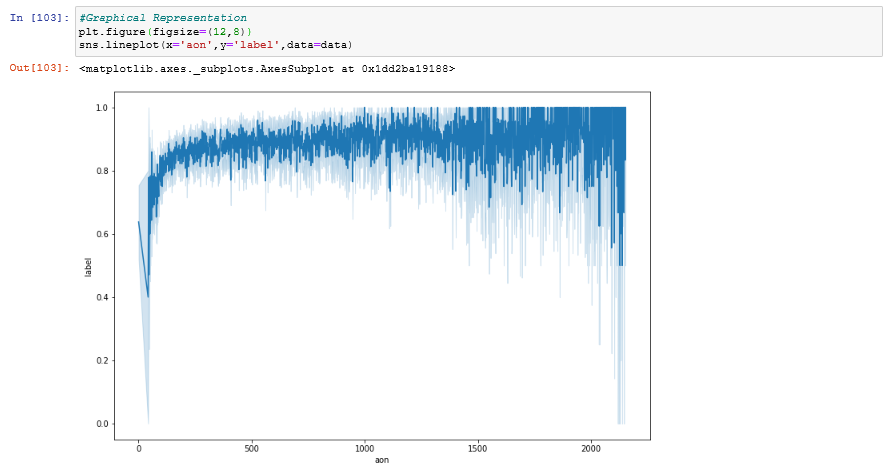 In [103]: #Graphical Representation
plt.figure(figsize=(12,8))
sns.lineplot(x='aon',y='label',data=data)
Out[103]: <matplotlib.axes._subplots.AxesSubplot at 0x1dd2ba19188>
1.0
0.8
0.6
label
0.4
0.2
0.0
0 500 1000 1500 2000
aon